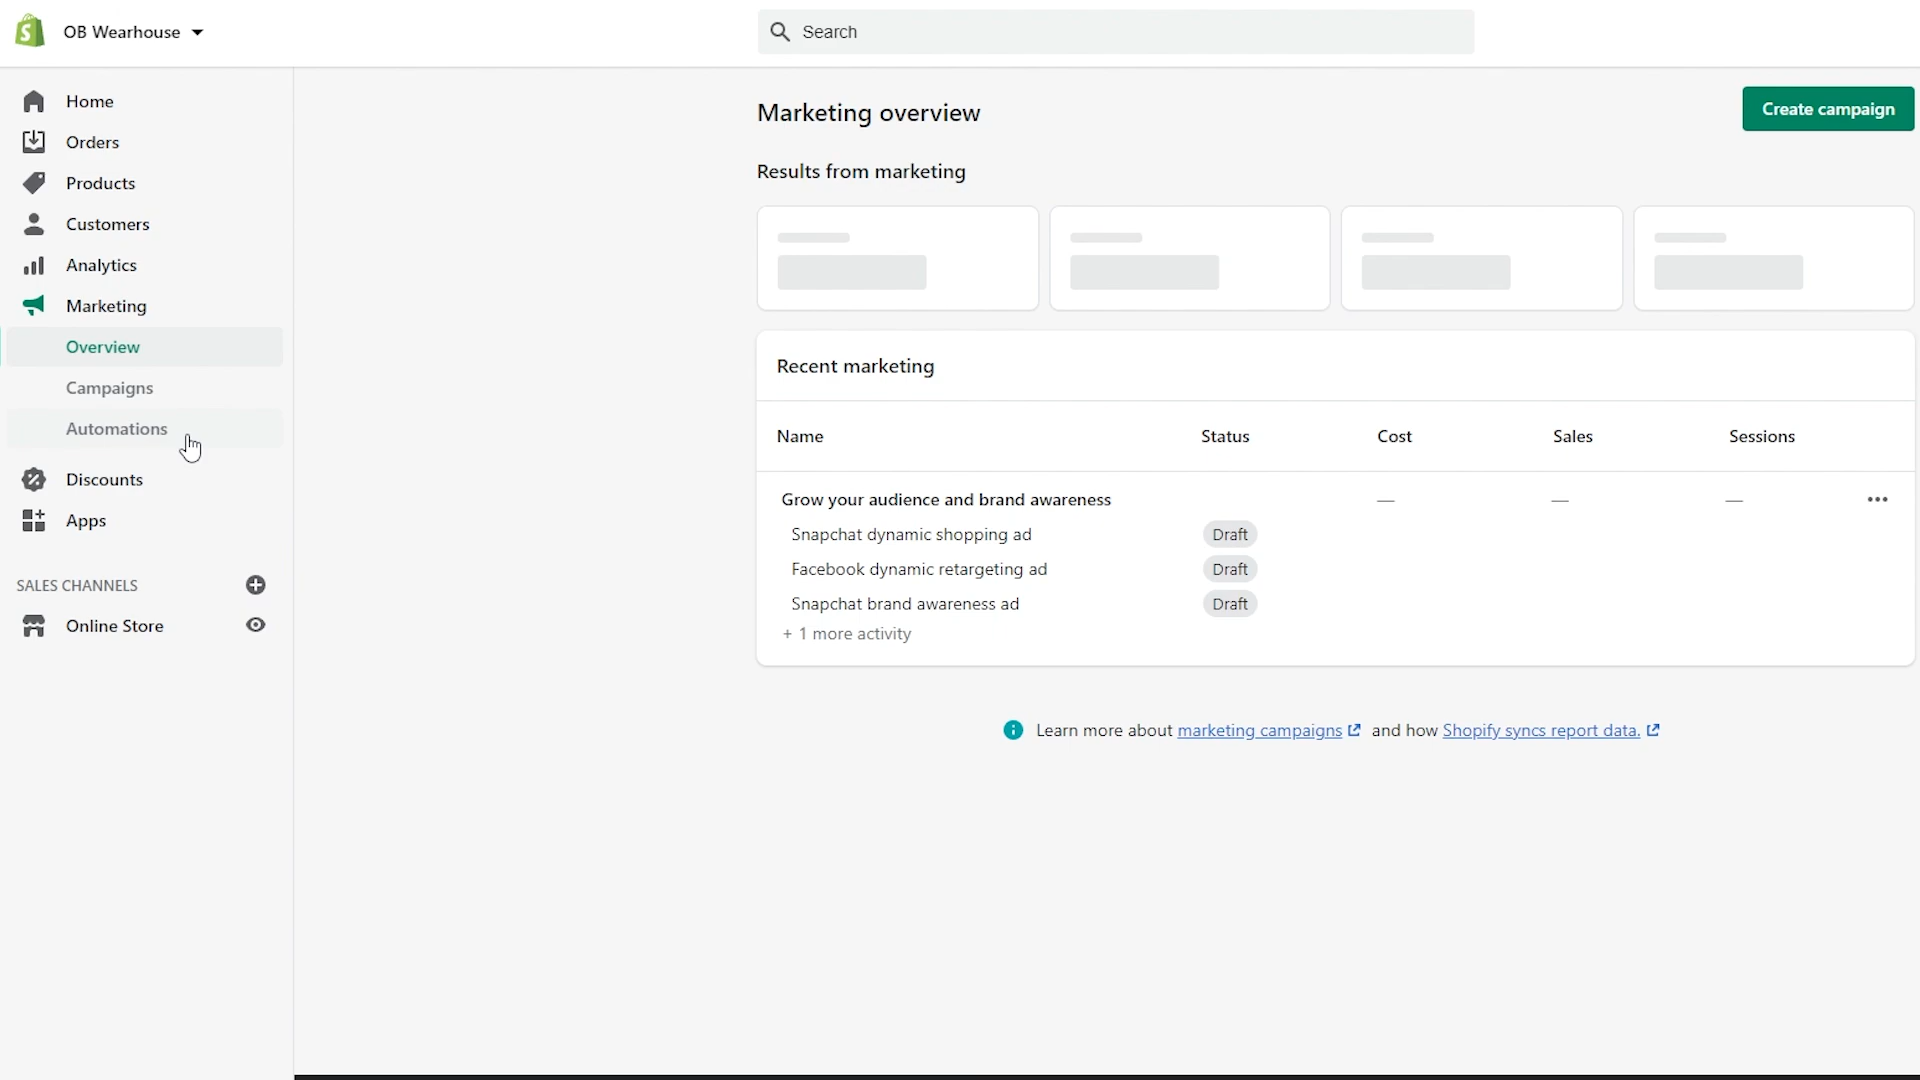 OB Wearhouse
Search
Home
Orders
Products
Customers
Analytics
Marketing
Overview
Campaigns
Automations
Discounts
Apps
SALES CHANNELS
Online Store
Marketing overview
Create campaign
Results from marketing
Recent marketing
Name Status Cost Sales Sessions
Grow your audience and brand awareness — — —
Snapchat dynamic shopping ad Draft
Facebook dynamic retargeting ad Draft
Snapchat brand awareness ad Draft
+ 1 more activity
Learn more about marketing campaigns and how Shopify syncs report data.